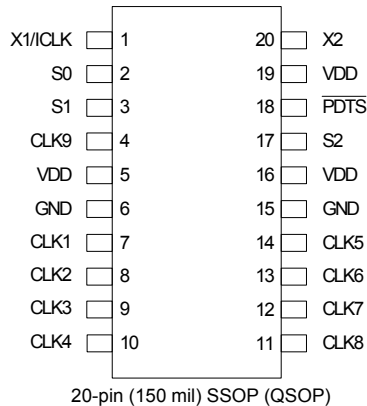 X1/ICLK 1 20 X2
S0 2 19 VDD
S1 3 18 PDTS
CLK9 4 17 S2
VDD 5 16 VDD
GND 6 15 GND
CLK1 7 14 CLK5
CLK2 8 13 CLK6
CLK3 9 12 CLK7
CLK4 10 11 CLK8
20-pin (150 mil) SSOP (QSOP)